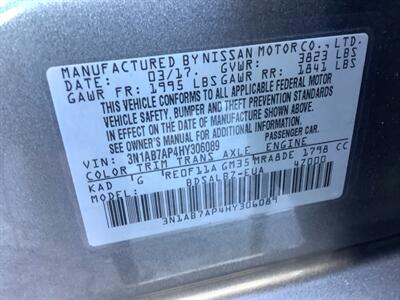 MANUFACTURED BY NISSAN MOTOR CO., LTD.
DATE: 03/17 GVWR: 3823 LBS
GAWR FR: 1995 LBS GAWR RR: 1841 LBS
THIS VEHICLE CONFORMS TO ALL APPLICABLE FEDERAL MOTOR
VEHICLE SAFETY, BUMPER AND THEFT PREVENTION STANDARDS
IN EFFECT ON THE DATE OF MANUFACTURE SHOWN ABOVE.
SEE OWNER'S MANUAL FOR ADDITIONAL INFORMATION
VIN: 3N1AB7AP4HY306089 PASSENGER CAR.
COLOR TRIM TRANS AXLE ENGINE
KAD G RE0F11A GM35 MRA8DE 1798 CC
MODEL: BDSALBZ-EUA 4Z000
3N1AB7AP4HY306089